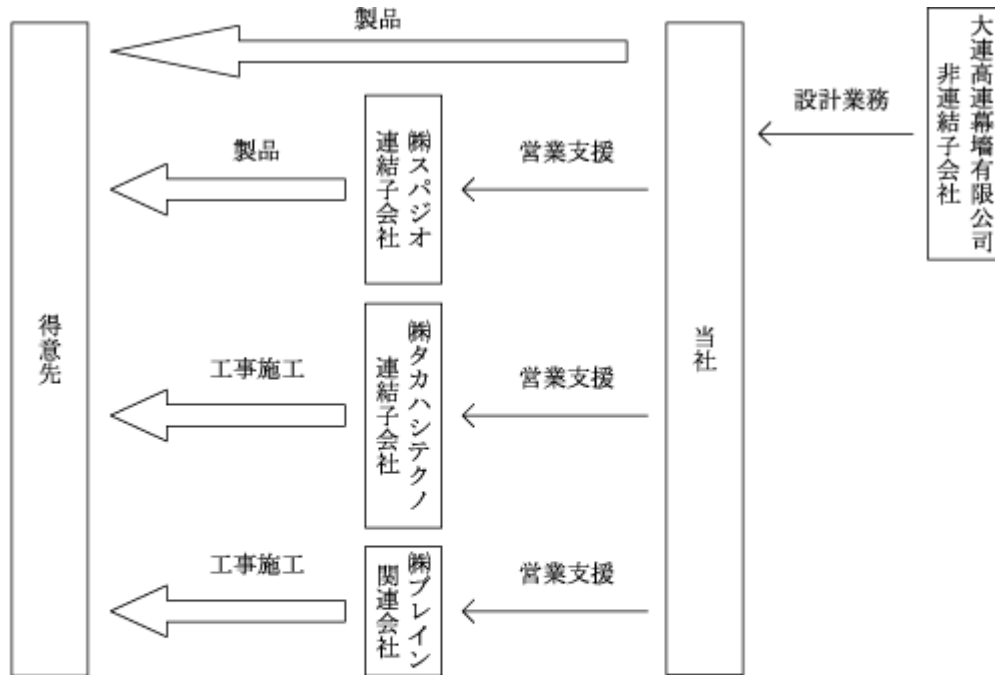 製品
大連高連幕墻有限公司
非連結子会社
設計業務
㈱スパジオ
連結子会社
製品
営業支援
得意先
当社
㈱タカハシテクノ
連結子会社
工事施工
営業支援
㈱ブレイン
関連会社
工事施工
営業支援